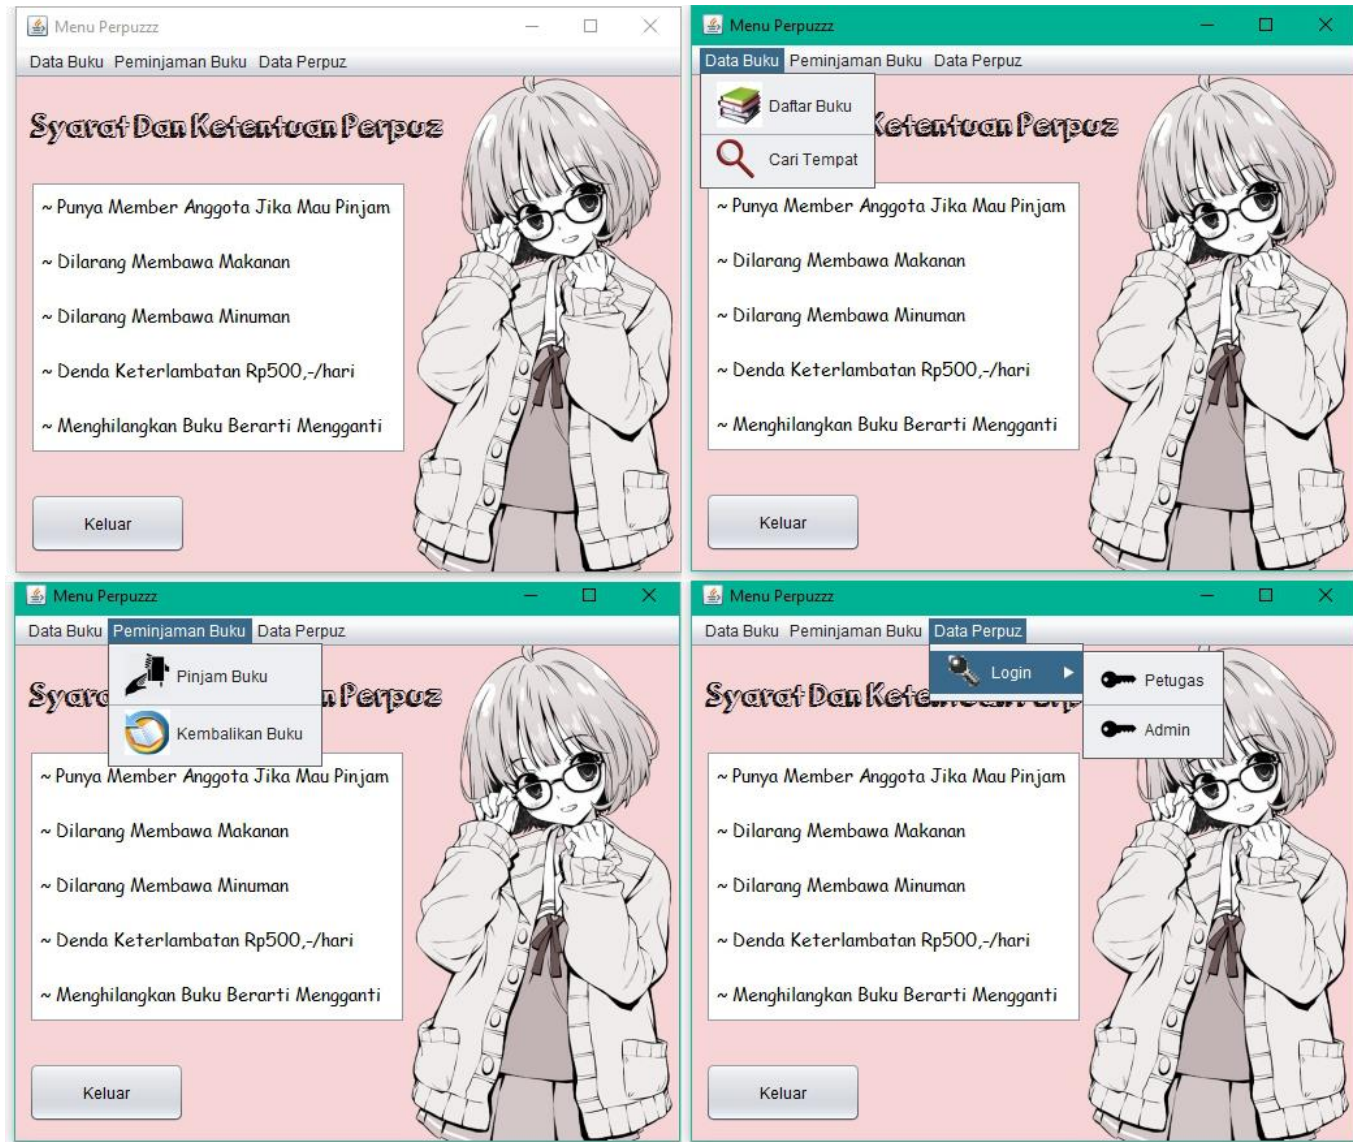 Menu Perpuzzz
Data Buku Peminjaman Buku Data Perpuz
Syarat Dan Ketentuan Perpuz
~ Punya Member Anggota Jika Mau Pinjam
~ Dilarang Membawa Makanan
~ Dilarang Membawa Minuman
~ Denda Keterlambatan Rp500,-/hari
~ Menghilangkan Buku Berarti Mengganti
Keluar
Menu Perpuzzz
Data Buku Peminjaman Buku Data Perpuz
Daftar Buku
Ketentuan Perpuz
Cari Tempat
~ Punya Member Anggota Jika Mau Pinjam
~ Dilarang Membawa Makanan
~ Dilarang Membawa Minuman
~ Denda Keterlambatan Rp500,-/hari
~ Menghilangkan Buku Berarti Mengganti
Keluar
Menu Perpuzzz
Data Buku Peminjaman Buku Data Perpuz
Pinjam Buku
Syara n Perpuz
Kembalikan Buku
~ Punya Member Anggota Jika Mau Pinjam
~ Dilarang Membawa Makanan
~ Dilarang Membawa Minuman
~ Denda Keterlambatan Rp500,-/hari
~ Menghilangkan Buku Berarti Mengganti
Keluar
Menu Perpuzzz
Data Buku Peminjaman Buku Data Perpuz
Login
Petugas
Syarat Dan Ketentuan Perp
Admin
~ Punya Member Anggota Jika Mau Pinjam
~ Dilarang Membawa Makanan
~ Dilarang Membawa Minuman
~ Denda Keterlambatan Rp500,-/hari
~ Menghilangkan Buku Berarti Mengganti
Keluar